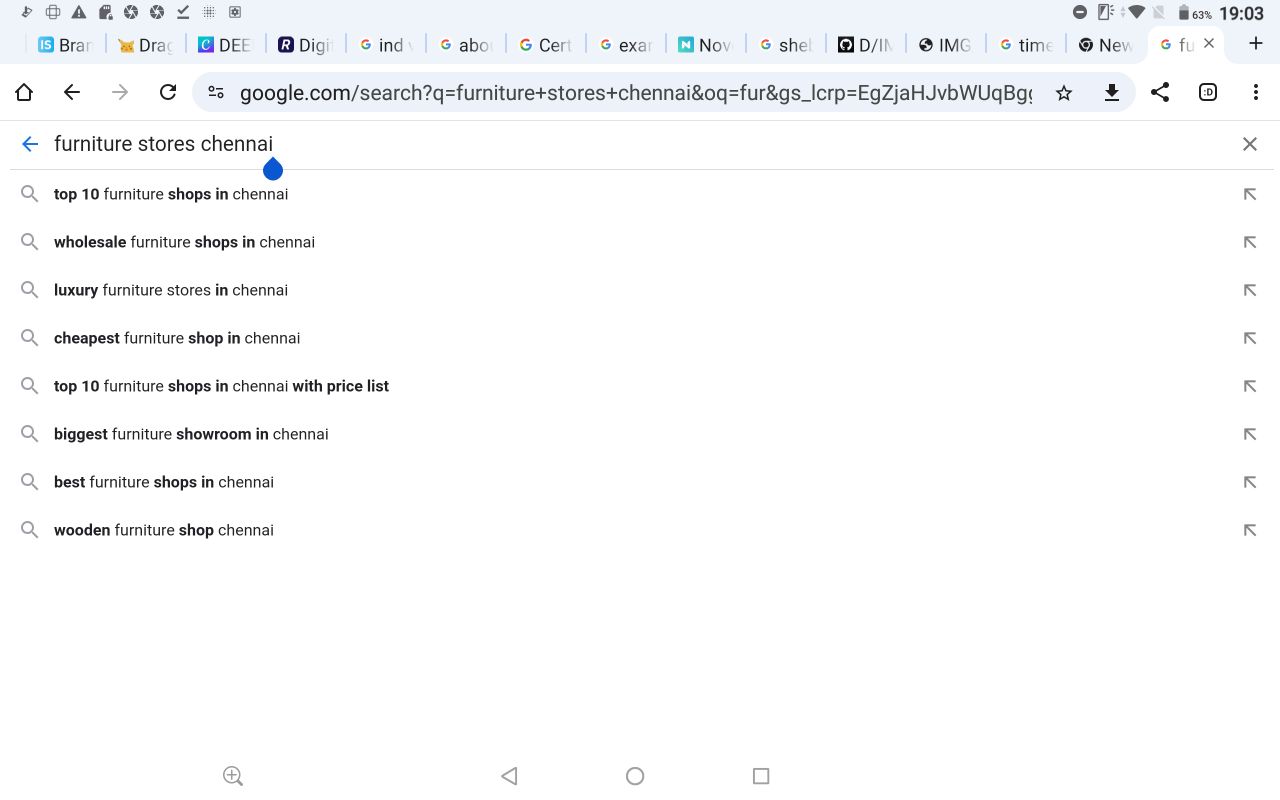 63% 19:03
Bran Drag DEE Digi ind v abo Cert exar Nov shel D/IM IMG time New fu
google.com/search?q=furniture+stores+chennai&oq=fur&gs_lcrp=EgZjaHJvbWUqBgg
furniture stores chennai
top 10 furniture shops in chennai
wholesale furniture shops in chennai
luxury furniture stores in chennai
cheapest furniture shop in chennai
top 10 furniture shops in chennai with price list
biggest furniture showroom in chennai
best furniture shops in chennai
wooden furniture shop chennai